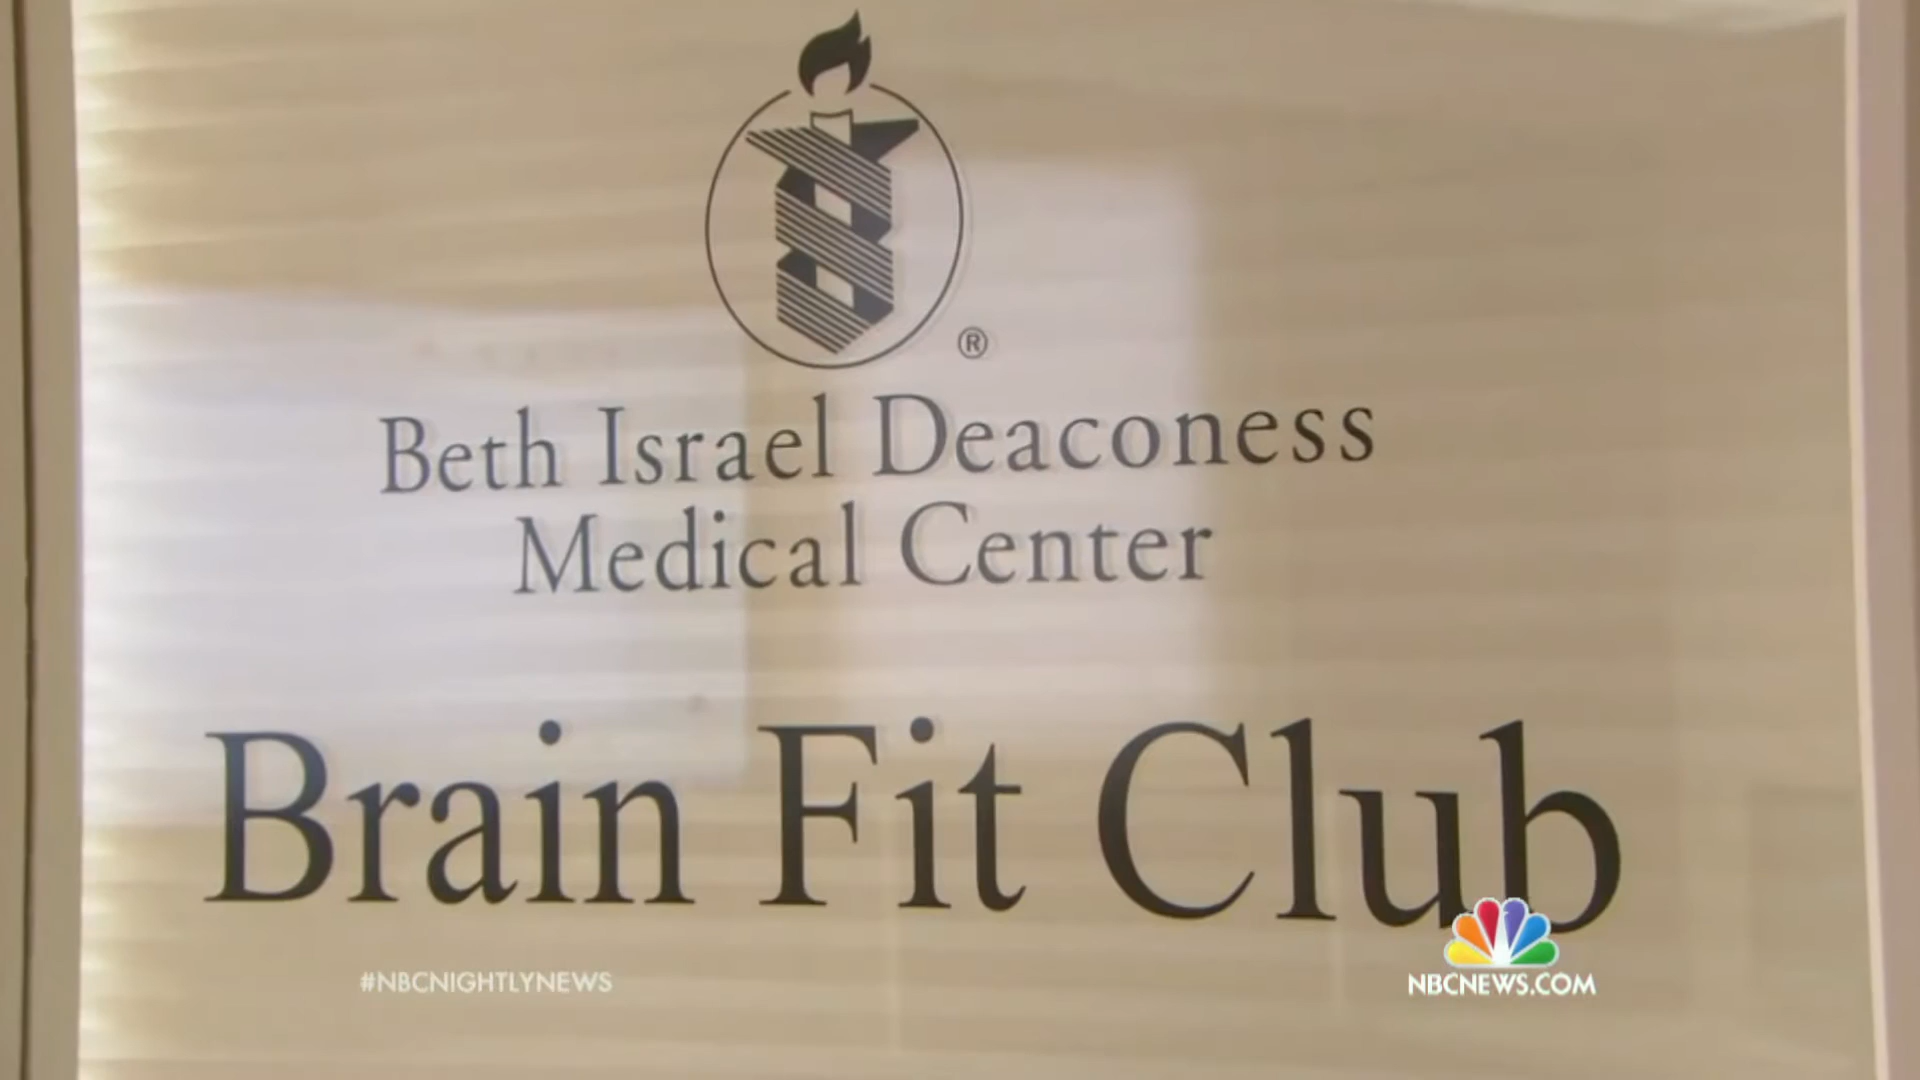 ®
Beth Israel Deaconess
Medical Center
Brain Fit Club
#NBCNIGHTLYNEWS
NBCNEWS.COM